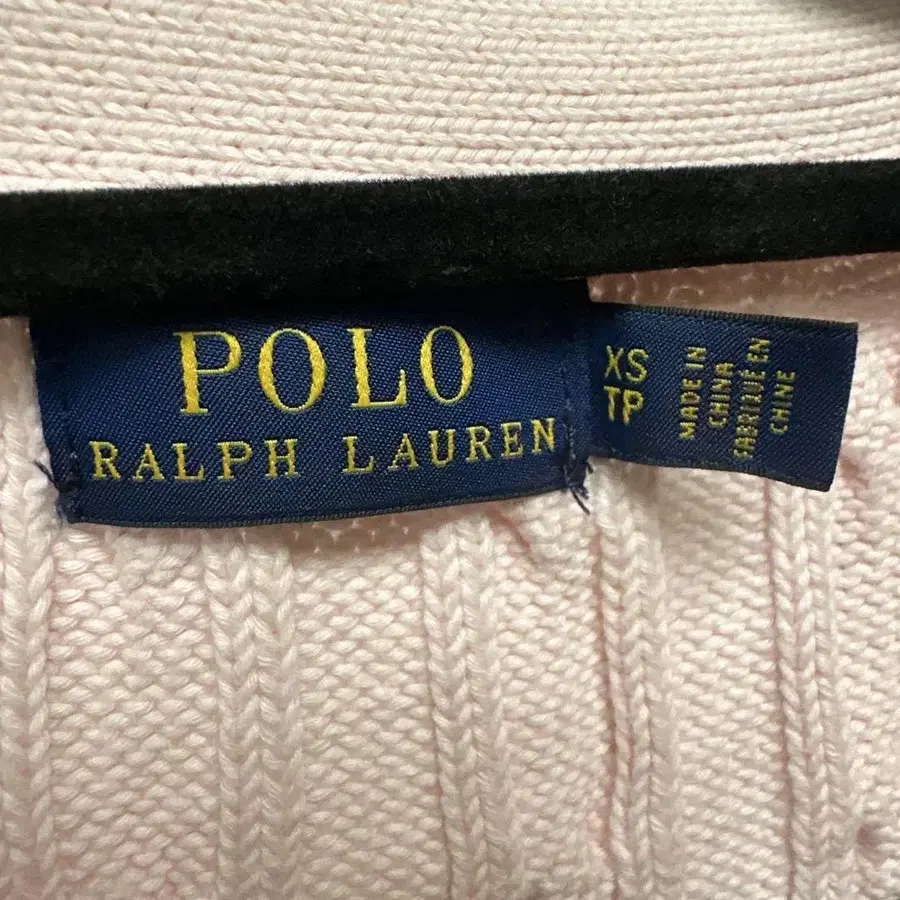 POLO
RALPH LAUREN
XS
TP
MADE IN
CHINA
FABRIQUÉ EN
CHINE